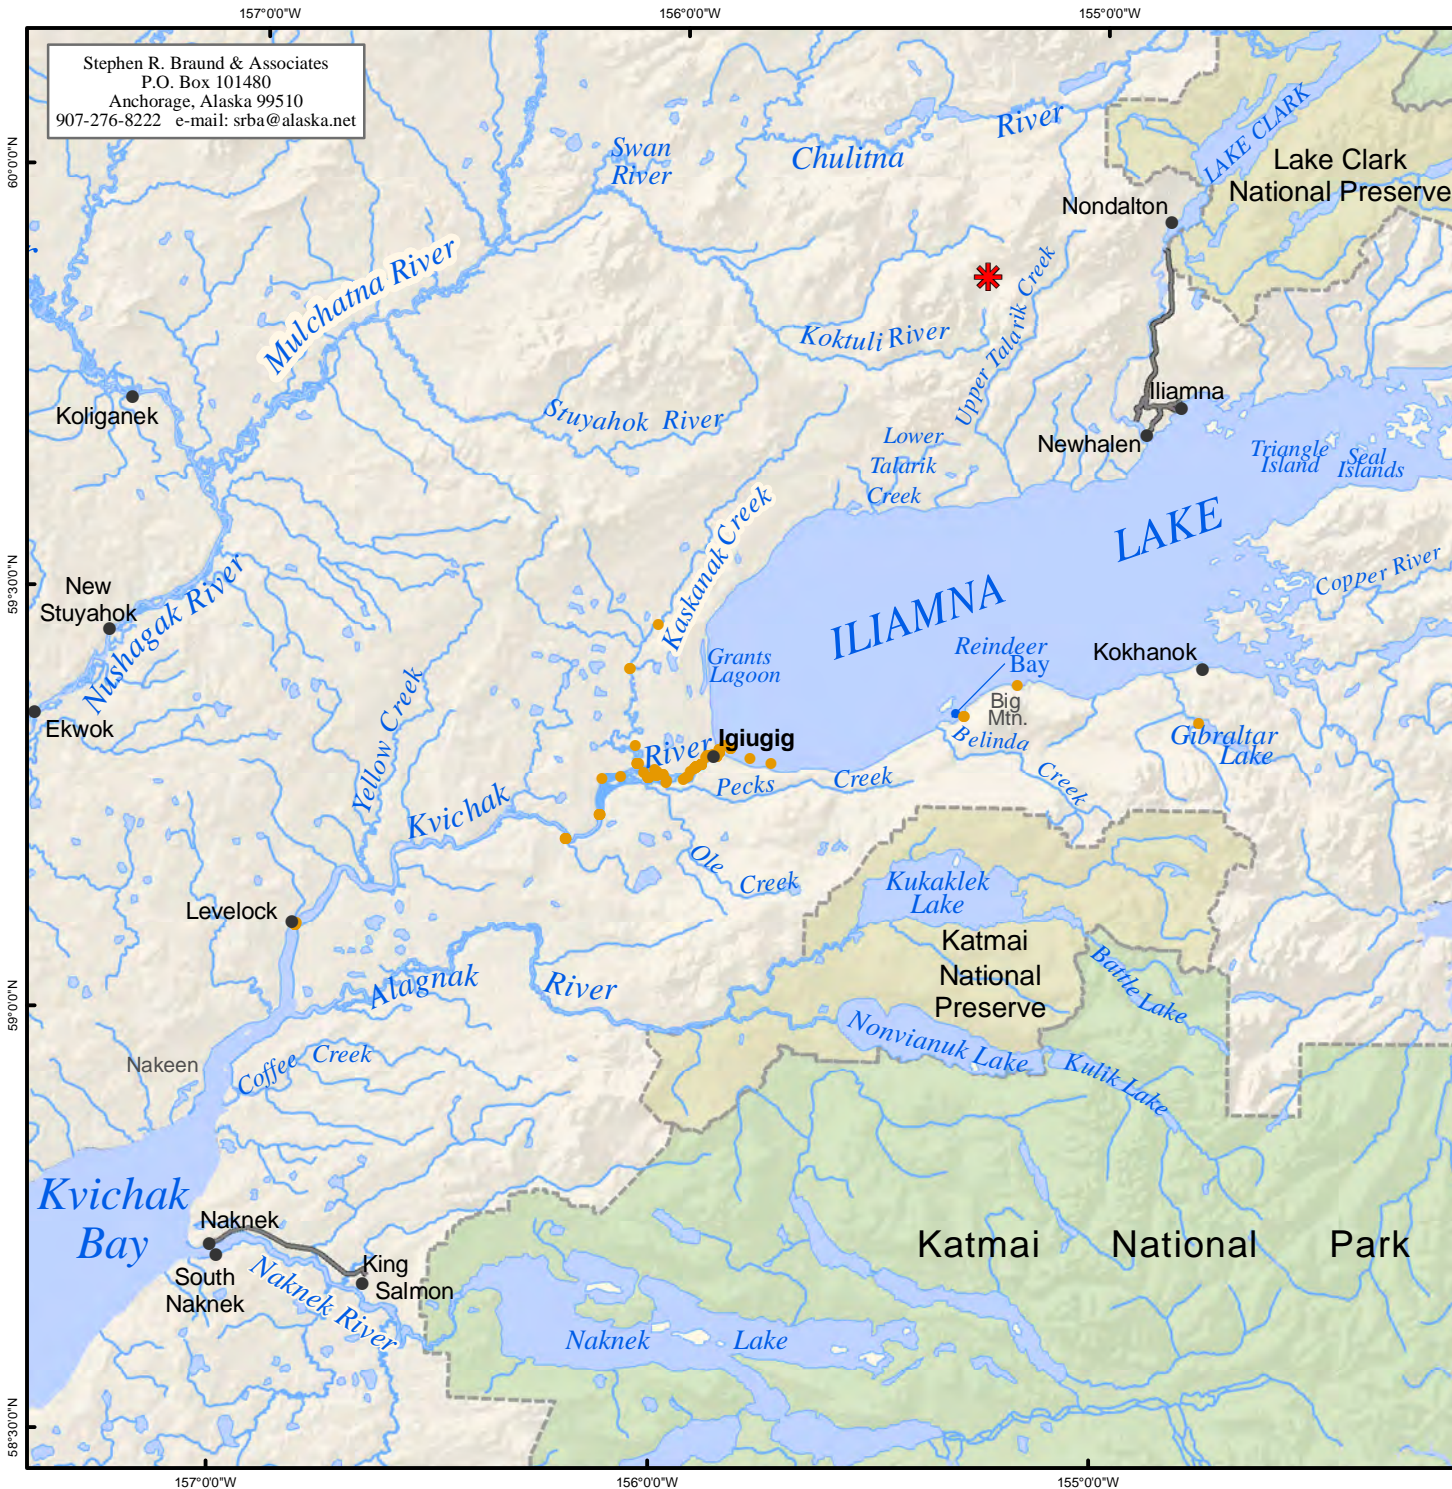 157°0'0"W
156°0'0"W
155°0'0"W
Stephen R. Braund & Associates
P.O. Box 101480
Anchorage, Alaska 99510
907-276-8222 e-mail: srba@alaska.net
60°0'0"N
59°30'0"N
59°0'0"N
58°30'0"N
Swan
River
Chulitna
River
LAKE CLARK
Lake Clark
National Preserve
Nondalton
Mulchatna River
Koktuli River
Upper Talarik Creek
Koliganek
Stuyahok River
Iliamna
Newhalen
Lower
Talarik
Creek
Triangle
Island
Seal
Islands
Kaskanak Creek
ILIAMNA
LAKE
Copper River
New
Stuyahok
Nushagak River
Ekwok
Yellow Creek
Grants
Lagoon
Reindeer
Bay
Kokhanok
Big
Mtn.
Belinda
Creek
Gibraltar
Lake
Igiugig
Kvichak
River
Pecks
Creek
Ole
Creek
Levelock
Kukaklek
Lake
Katmai
National
Preserve
Battle Lake
Alagnak
River
Nonvianuk Lake
Kulik Lake
Nakeen
Coffee Creek
Kvichak
Bay
Naknek
South
Naknek
King
Salmon
Naknek River
Naknek Lake
Katmai National Park
157°0'0"W
156°0'0"W
155°0'0"W